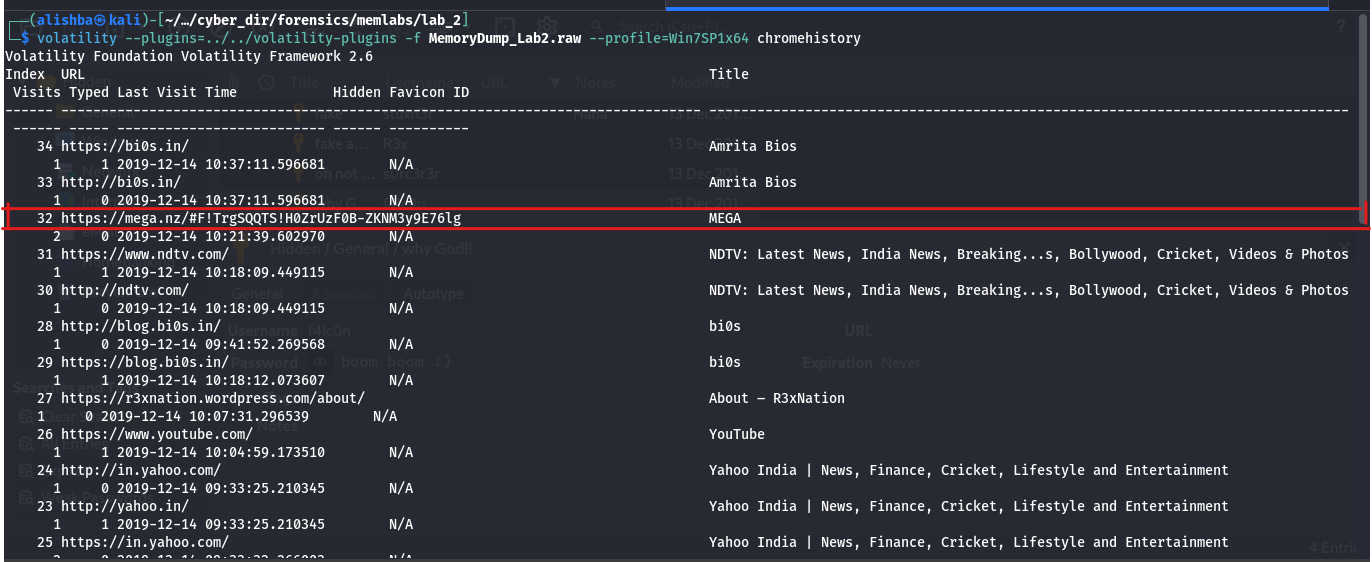 (alishba㉿kali)-[~/…/cyber_dir/forensics/memlabs/lab_2]
$ volatility --plugins=../../volatility-plugins -f MemoryDump_Lab2.raw --profile=Win7SP1x64 chromehistory
Volatility Foundation Volatility Framework 2.6
Index  URL Title
Visits Typed Last Visit Time Hidden Favicon ID
34 https://bi0s.in/ Amrita Bios
1 1 2019-12-14 10:37:11.596681 N/A
33 http://bi0s.in/ Amrita Bios
1 0 2019-12-14 10:37:11.596681 N/A
32 https://mega.nz/#F!TrgSQQTS!H0ZrUzF0B-ZKNM3y9E76lg MEGA
2 0 2019-12-14 10:21:39.602970 N/A
31 https://www.ndtv.com/ NDTV: Latest News, India News, Breaking...s, Bollywood, Cricket, Videos & Photos
1 1 2019-12-14 10:18:09.449115 N/A
30 http://ndtv.com/ NDTV: Latest News, India News, Breaking...s, Bollywood, Cricket, Videos & Photos
1 0 2019-12-14 10:18:09.449115 N/A
28 http://blog.bi0s.in/ bi0s
1 0 2019-12-14 09:41:52.269568 N/A
29 https://blog.bi0s.in/ bi0s
1 1 2019-12-14 10:18:12.073607 N/A
27 https://r3xnation.wordpress.com/about/ About – R3xNation
1 0 2019-12-14 10:07:31.296539 N/A
26 https://www.youtube.com/ YouTube
1 0 2019-12-14 10:04:59.173510 N/A
24 http://in.yahoo.com/ Yahoo India | News, Finance, Cricket, Lifestyle and Entertainment
1 0 2019-12-14 09:33:25.210345 N/A
23 http://yahoo.in/ Yahoo India | News, Finance, Cricket, Lifestyle and Entertainment
1 1 2019-12-14 09:33:25.210345 N/A
25 https://in.yahoo.com/ Yahoo India | News, Finance, Cricket, Lifestyle and Entertainment